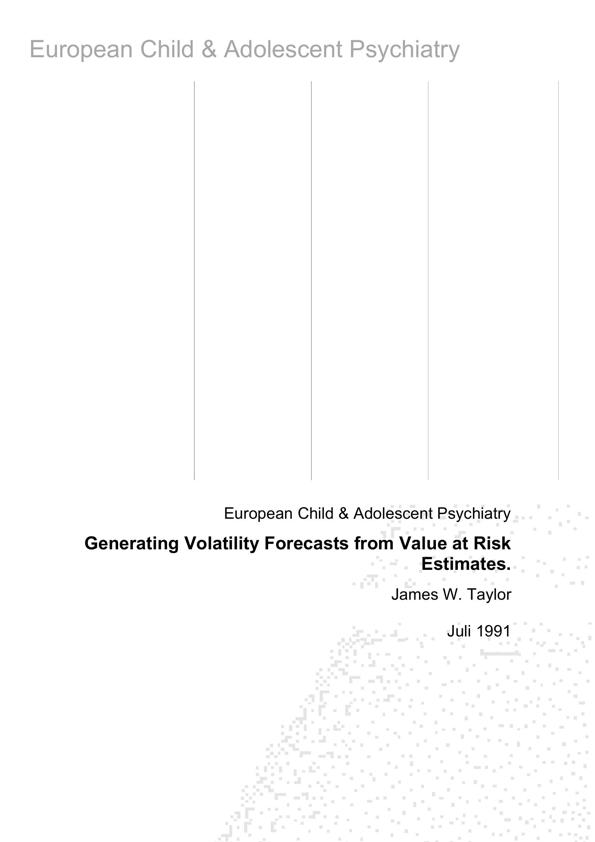 European Child & Adolescent Psychiatry
European Child & Adolescent Psychiatry
Generating Volatility Forecasts from Value at Risk
Estimates.
James W. Taylor
Juli 1991